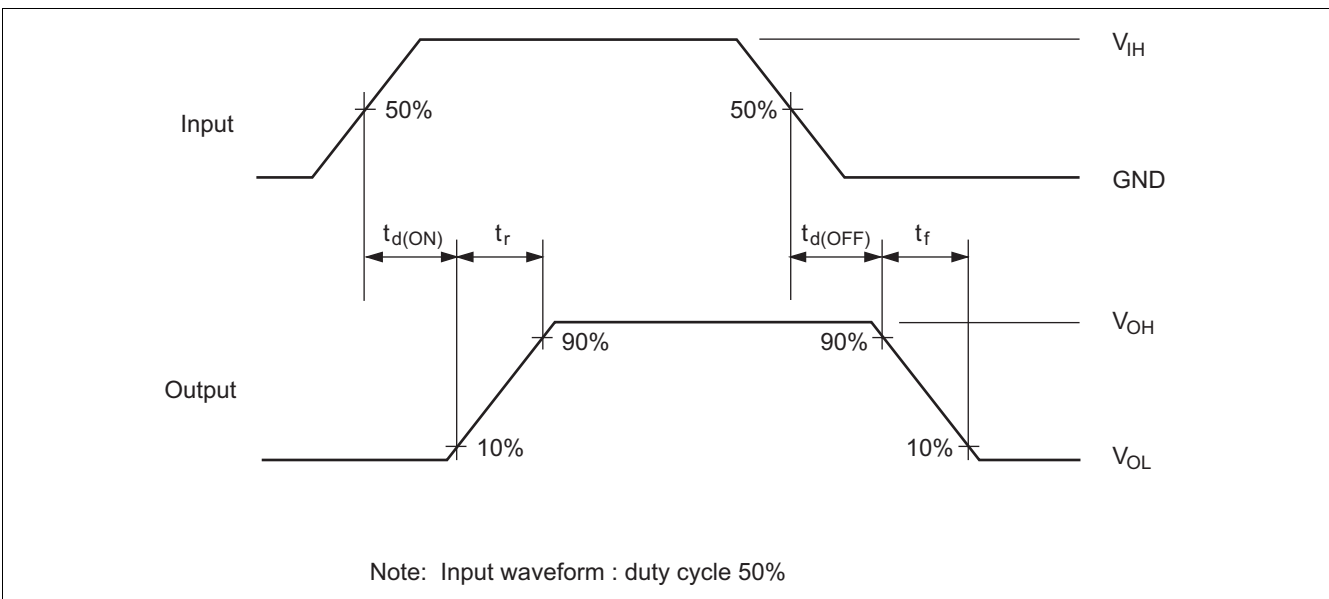 V_IH
50% 50%
Input
GND
t_d(ON) t_r t_d(OFF) t_f
V_OH
90% 90%
Output
10% 10%
V_OL
Note: Input waveform : duty cycle 50%